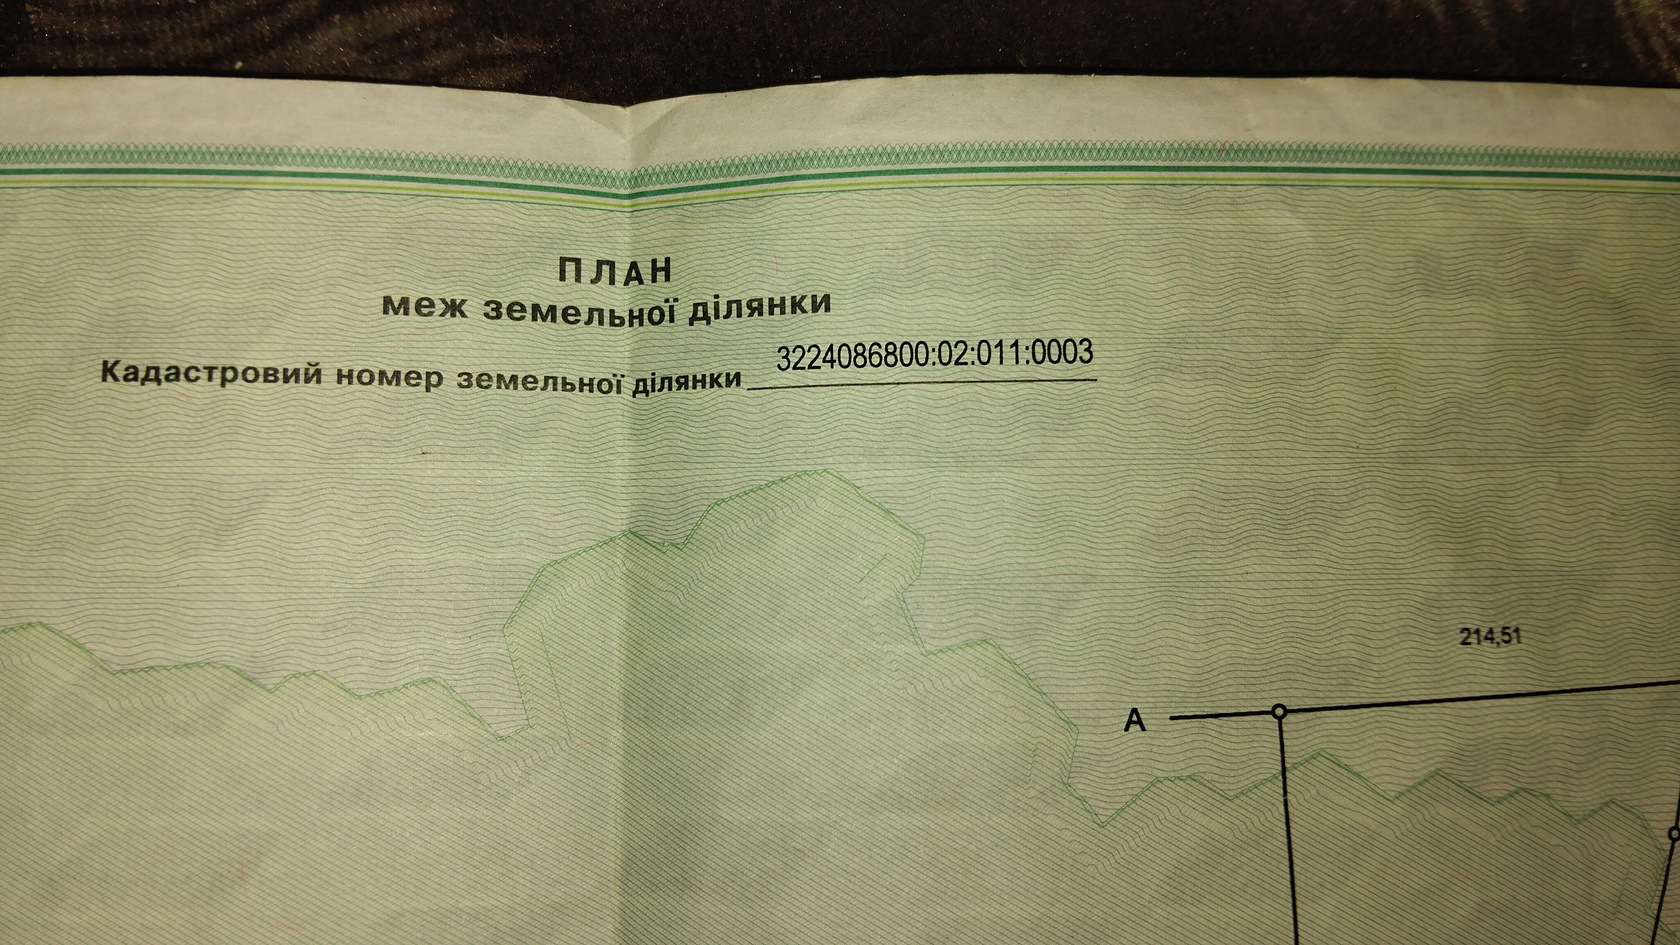 ПЛАН
меж земельної ділянки
Кадастровий номер земельної ділянки 3224086800:02:011:0003
214,51
А